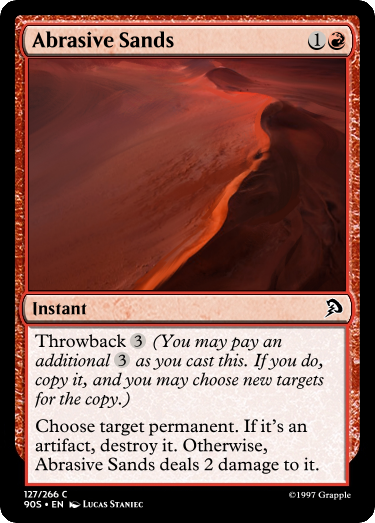 Abrasive Sands 1
Instant
Throwback 3 (You may pay an
additional 3 as you cast this. If you do,
copy it, and you may choose new targets
for the copy.)
Choose target permanent. If it's an
artifact, destroy it. Otherwise,
Abrasive Sands deals 2 damage to it.
127/266 C
90S • EN Lucas Staniec
©1997 Grapple